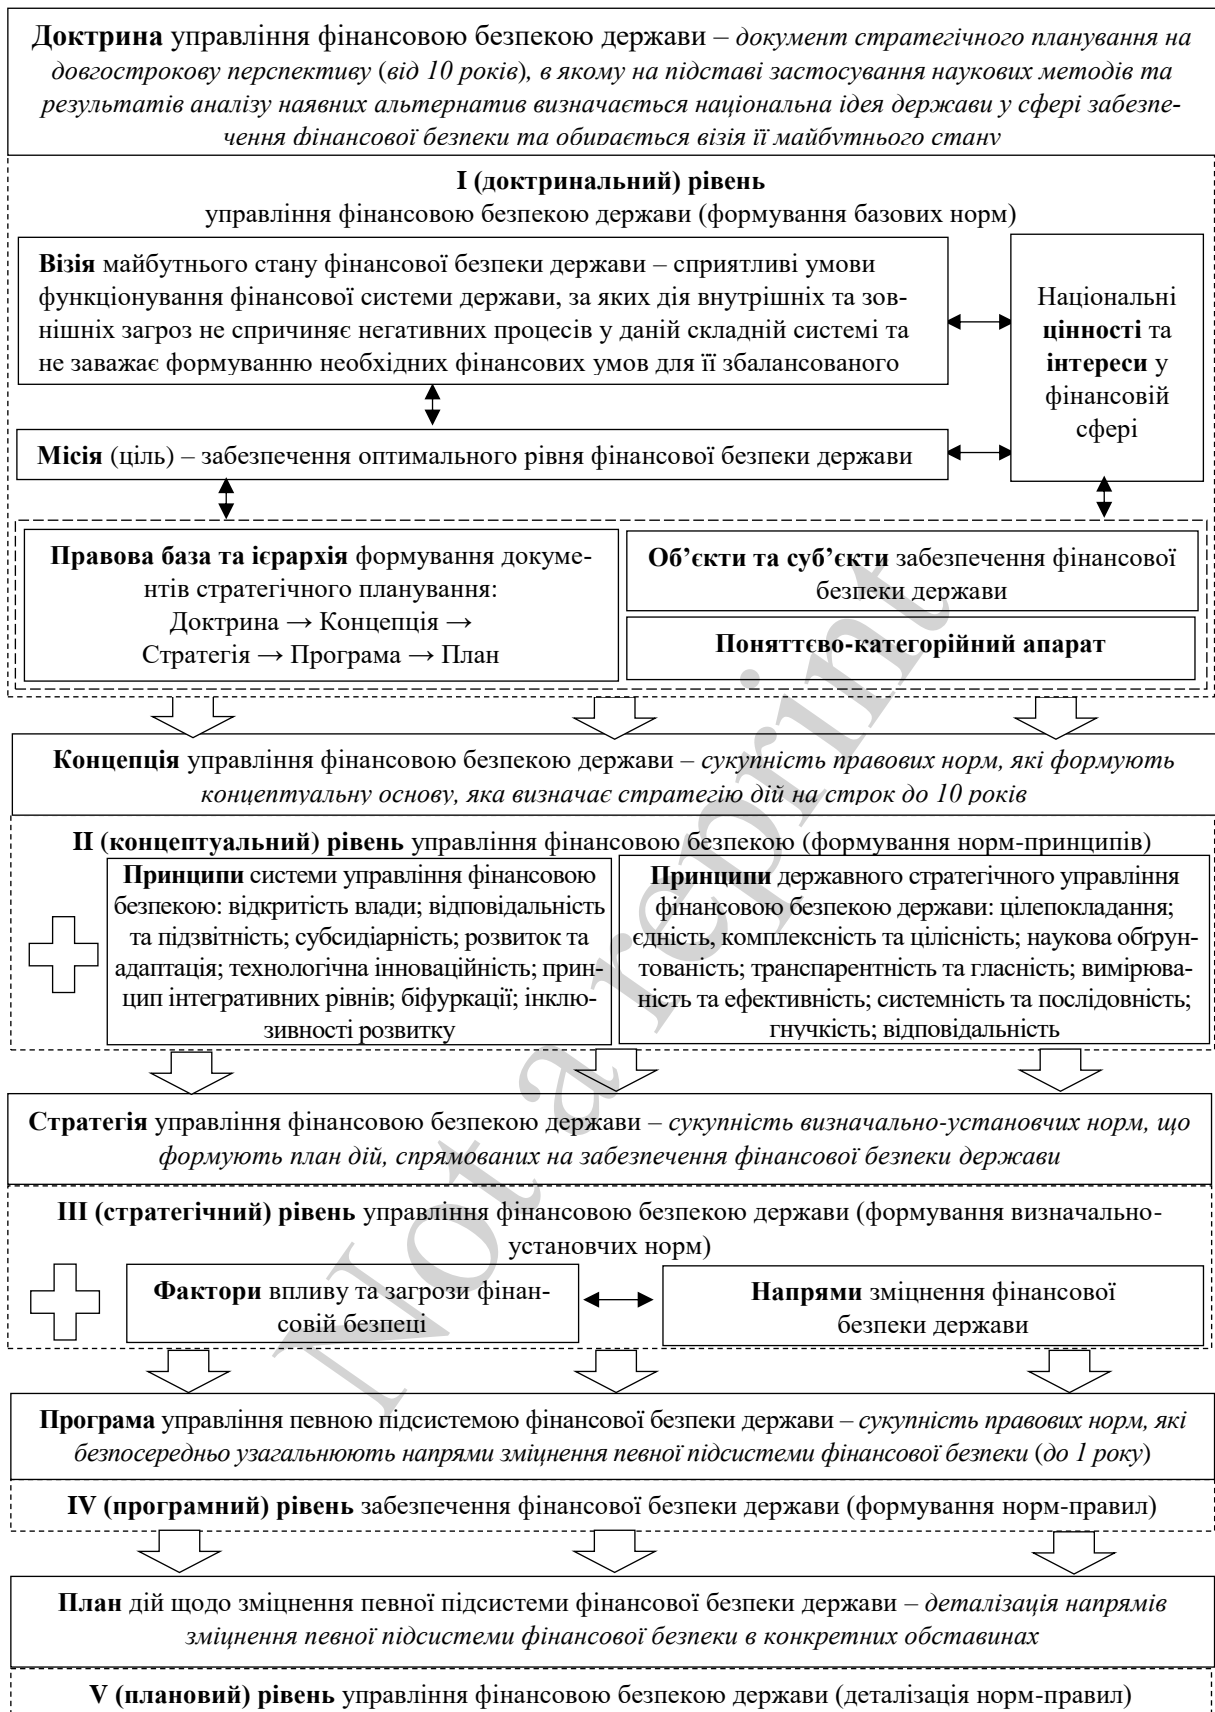 Доктрина управління фінансовою безпекою держави – документ стратегічного планування на
довгострокову перспективу (від 10 років), в якому на підставі застосування наукових методів та
результатів аналізу наявних альтернатив визначається національна ідея держави у сфері забезпе-
чення фінансової безпеки та обирається візія її майбутнього стану
I (доктринальний) рівень
управління фінансовою безпекою держави (формування базових норм)
Візія майбутнього стану фінансової безпеки держави – сприятливі умови
функціонування фінансової системи держави, за яких дія внутрішніх та зов-
нішніх загроз не спричиняє негативних процесів у даній складній системі та
не заважає формуванню необхідних фінансових умов для її збалансованого
Національні
цінності та
інтереси у
фінансовій
сфері
Місія (ціль) – забезпечення оптимального рівня фінансової безпеки держави
Правова база та ієрархія формування докуме-
нтів стратегічного планування:
Доктрина → Концепція →
Стратегія → Програма → План
Об’єкти та суб’єкти забезпечення фінансової
безпеки держави
Поняттєво-категорійний апарат
Концепція управління фінансовою безпекою держави – сукупність правових норм, які формують
концептуальну основу, яка визначає стратегію дій на строк до 10 років
II (концептуальний) рівень управління фінансовою безпекою (формування норм-принципів)
Принципи системи управління фінансовою
безпекою: відкритість влади; відповідальність
та підзвітність; субсидіарність; розвиток та
адаптація; технологічна інноваційність; прин-
цип інтегративних рівнів; біфуркації; інклю-
зивності розвитку
Принципи державного стратегічного управління
фінансовою безпекою держави: цілепокладання;
єдність, комплексність та цілісність; наукова обґрун-
тованість; транспарентність та гласність; вимірюва-
ність та ефективність; системність та послідовність;
гнучкість; відповідальність
Стратегія управління фінансовою безпекою держави – сукупність визначально-установчих норм, що
формують план дій, спрямованих на забезпечення фінансової безпеки держави
III (стратегічний) рівень управління фінансовою безпекою держави (формування визначально-
установчих норм)
Фактори впливу та загрози фінан-
совій безпеці
Напрями зміцнення фінансової
безпеки держави
Програма управління певною підсистемою фінансової безпеки держави – сукупність правових норм, які
безпосередньо узагальнюють напрями зміцнення певної підсистеми фінансової безпеки (до 1 року)
IV (програмний) рівень забезпечення фінансової безпеки держави (формування норм-правил)
План дій щодо зміцнення певної підсистеми фінансової безпеки держави – деталізація напрямів
зміцнення певної підсистеми фінансової безпеки в конкретних обставинах
V (плановий) рівень управління фінансовою безпекою держави (деталізація норм-правил)
Not a reprint